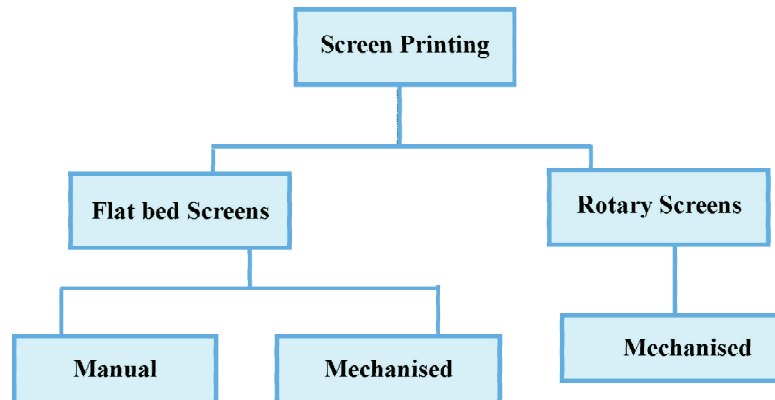 Screen Printing
Flat bed Screens
Rotary Screens
Manual
Mechanised
Mechanised